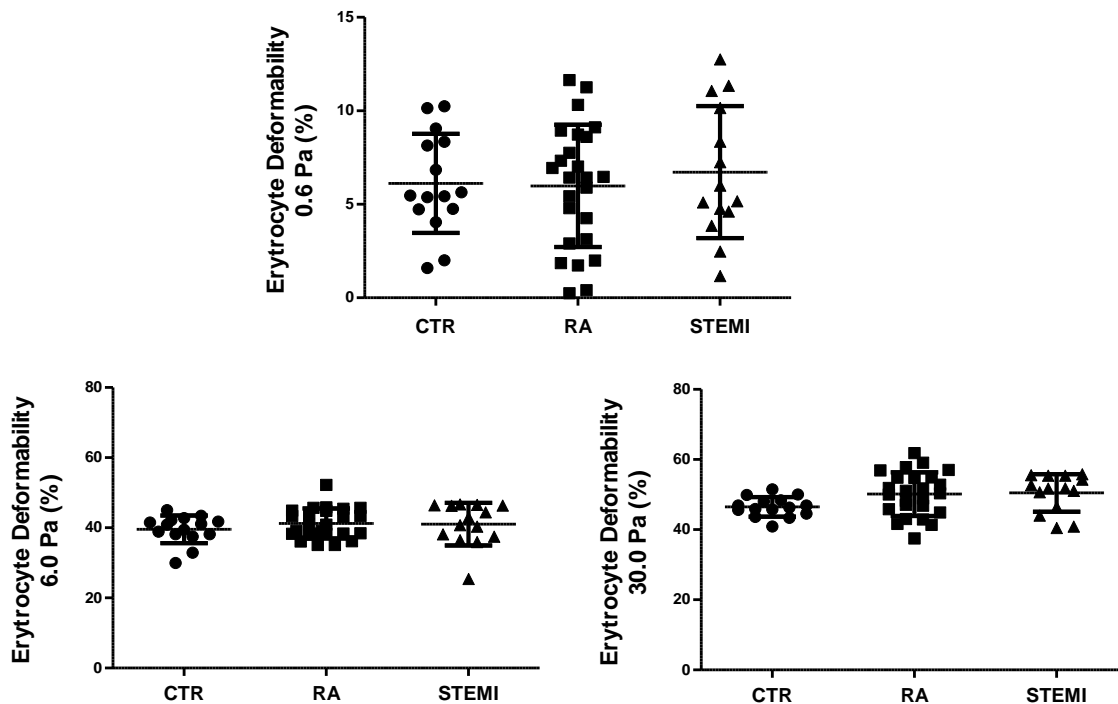 Erytrocyte Deformability
0.6 Pa (%)
15
10
5
0
CTR
RA
STEMI
Erytrocyte Deformability
6.0 Pa (%)
80
60
40
20
0
CTR
RA
STEMI
Erytrocyte Deformability
30.0 Pa (%)
80
60
40
20
0
CTR
RA
STEMI